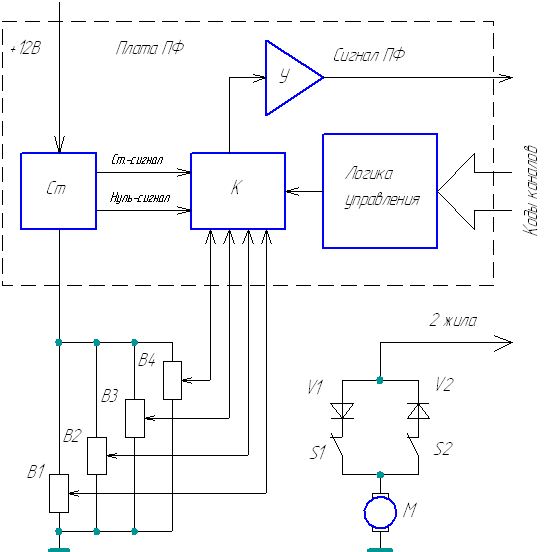 +12В
Плата ПФ
Сигнал ПФ
У
Ст.-сигнал
Ст
К
Логика
управления
Нуль-сигнал
Коды каналов
2 жила
В4
В3
В2
В1
V1
V2
S1
S2
М